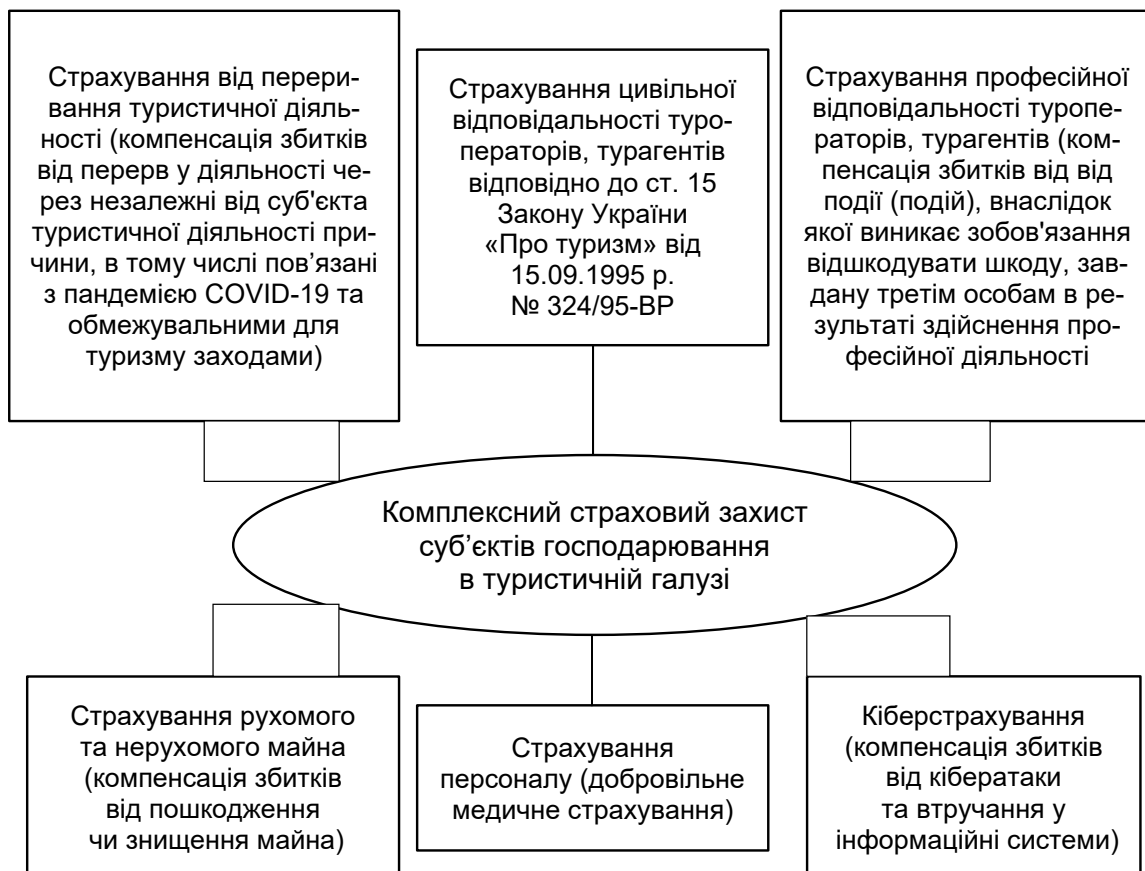 Страхування від перери-
вання туристичної діяль-
ності (компенсація збитків
від перерв у діяльності че-
рез незалежні від суб'єкта
туристичної діяльності при-
чини, в тому числі пов’язані
з пандемією COVID-19 та
обмежувальними для
туризму заходами)
Страхування цивільної
відповідальності туро-
ператорів, турагентів
відповідно до ст. 15
Закону України
«Про туризм» від
15.09.1995 р.
№ 324/95-ВР
Страхування професійної
відповідальності туропе-
раторів, турагентів (ком-
пенсація збитків від від
події (подій), внаслідок
якої виникає зобов'язання
відшкодувати шкоду, зав-
дану третім особам в ре-
зультаті здійснення про-
фесійної діяльності
Комплексний страховий захист
суб’єктів господарювання
в туристичній галузі
Страхування рухомого
та нерухомого майна
(компенсація збитків
від пошкодження
чи знищення майна)
Страхування
персоналу (добровільне
медичне страхування)
Кіберстрахування
(компенсація збитків
від кібератаки
та втручання у
інформаційні системи)